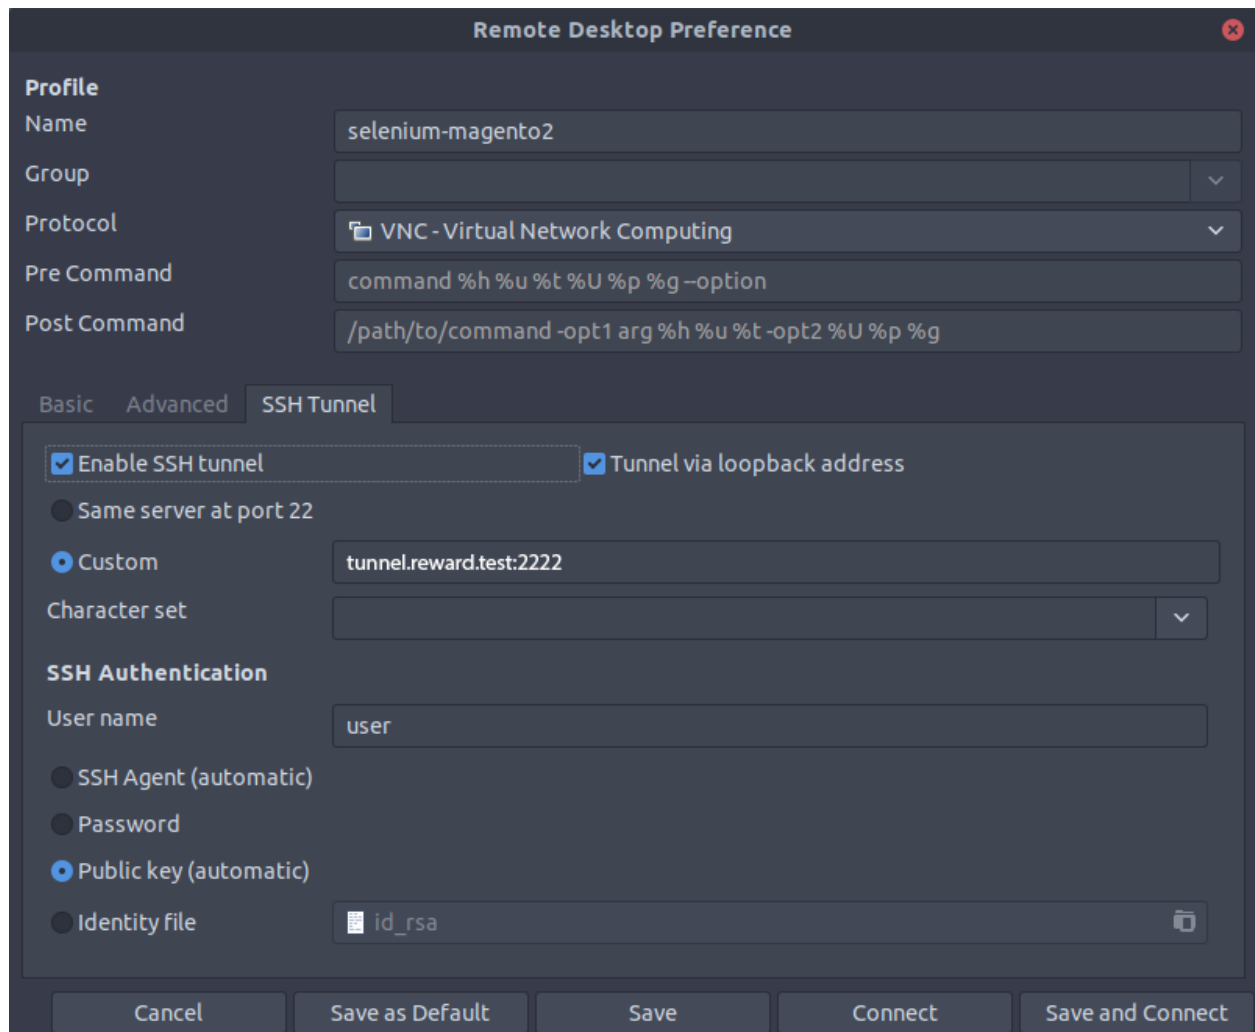 Remote Desktop Preference
Profile
Name
selenium-magento2
Group
Protocol
VNC - Virtual Network Computing
Pre Command
command %h %u %t %U %p %g --option
Post Command
/path/to/command -opt1 arg %h %u %t -opt2 %U %p %g
Basic Advanced SSH Tunnel
Enable SSH tunnel Tunnel via loopback address
Same server at port 22
Custom
tunnel.reward.test:2222
Character set
SSH Authentication
User name
user
SSH Agent (automatic)
Password
Public key (automatic)
Identity file
id_rsa
Cancel Save as Default Save Connect Save and Connect